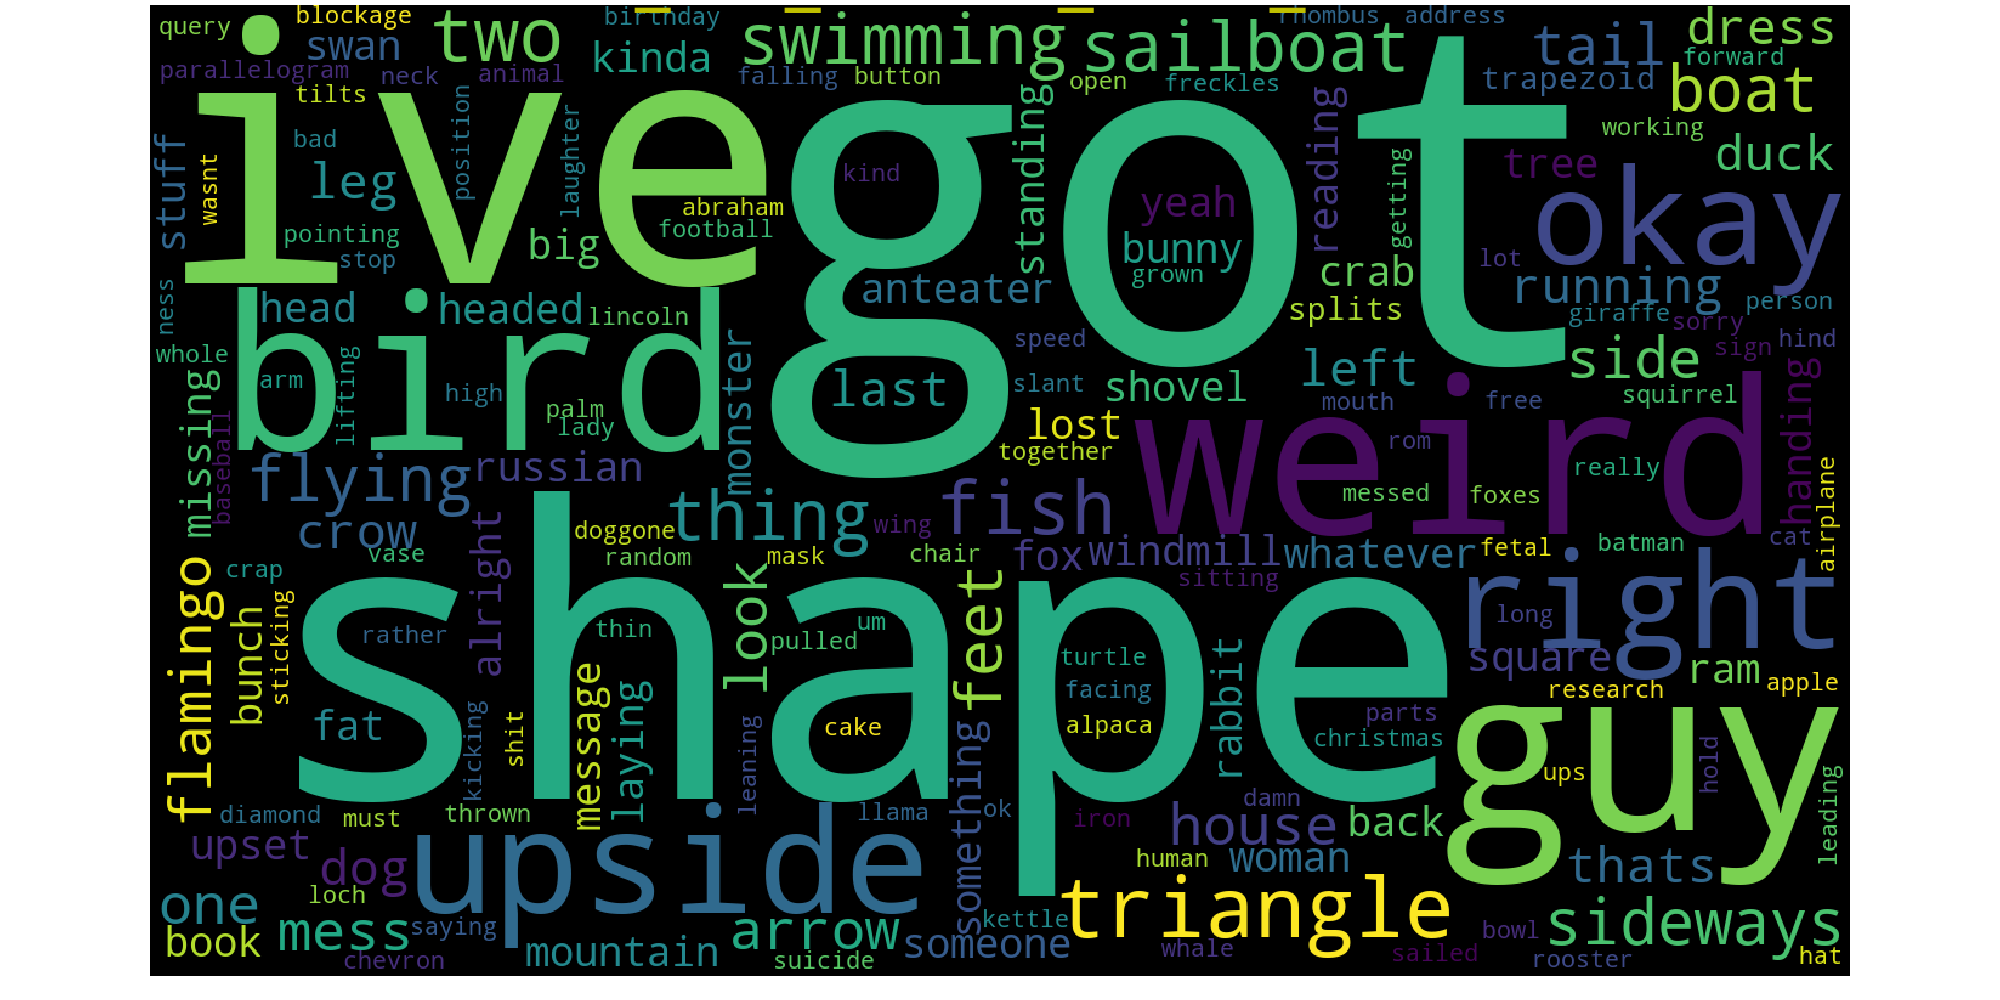 query
blockage
birthday
rhombus
address
swan
two
kinda
swimming
sailboat
tail
dress
forward
parallelogram
neck
animal
falling
button
open
freckles
trapezoid
boat
tilts
ive
got
bad
position
laughter
standing
reading
getting
working
tree
duck
stuff
wasnt
leg
kind
abraham
football
yeah
okay
pointing
stop
big
bunny
grown
anteater
crab
lot
running
person
ness
head
headed
lincoln
splits
giraffe
sorry
whole
bird
arm
lifting
high
palm
lady
monster
speed
last
slant
shovel
left
mouth
free
side
sign
hind
squirrel
missing
baseball
lost
together
weird
rom
really
handing
flying
russian
thing
fish
messed
foxes
airplane
crow
doggone
wing
vase
random
mask
chair
fox
windmill
whatever
fetal
batman
cat
crap
flamingo
bunch
sticking
alright
shape
look
feet
sitting
right
long
rather
thin
um
pulled
turtle
rabbit
square
ram
facing
research
apple
fat
kicking
shit
message
laying
leaning
cake
something
alpaca
parts
christmas
guy
ups
hold
leading
diamond
must
thrown
llama
ok
iron
damn
house
back
upset
dog
upside
human
woman
thats
loch
one
triangle
book
mess
saying
arrow
kettle
sideways
chevron
mountain
suicide
someone
whale
sailed
bowl
rooster
hat